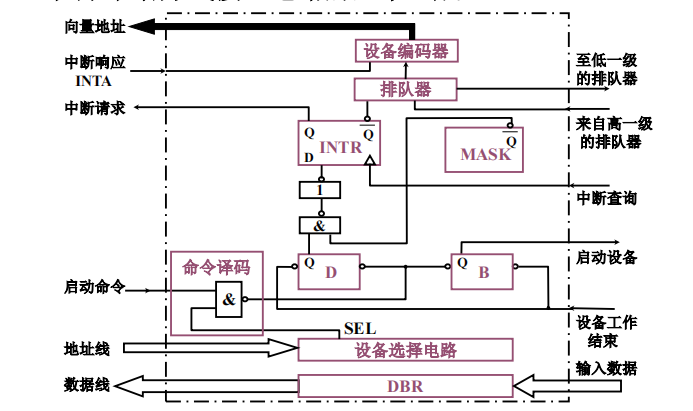 向量地址
设备编码器
中断响应
INTA
至低一级
的排队器
排队器
中断请求
来自高一级
的排队器
Q
Q
INTR
D
Q
MASK
1
中断查询
&
启动设备
命令译码
Q
D
Q
B
启动命令
&
设备工作
结束
SEL
地址线
设备选择电路
输入数据
数据线
DBR